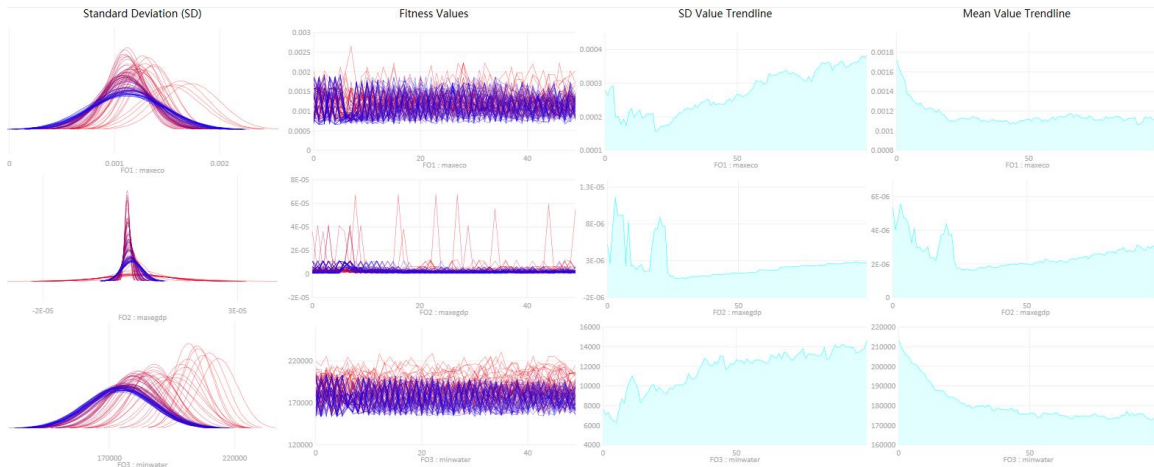 Standard Deviation (SD) Fitness Values SD Value Trendline Mean Value Trendline
0 0.001 0.002
FO1 : maxeco
0.003
0.0025
0.002
0.0015
0.001
0.0005
0
0 20 40
FO1 : maxeco
0.0004
0.0003
0.0002
0.0001
0 50
FO1 : maxeco
0.0018
0.0016
0.0014
0.0012
0.001
0.0008
0 50
FO1 : maxeco
-2E-05 3E-05
FO2 : maxegdp
8E-05
6E-05
4E-05
2E-05
0
-2E-05
0 20 40
FO2 : maxegdp
1.3E-05
8E-06
3E-06
-2E-06
0 50
FO2 : maxegdp
6E-06
4E-06
2E-06
0
0 50
FO2 : maxegdp
170000 220000
FO3 : minwater
220000
170000
120000
0 20 40
FO3 : minwater
16000
14000
12000
10000
8000
6000
4000
0 50
FO3 : minwater
220000
210000
200000
190000
180000
170000
160000
0 50
FO3 : minwater